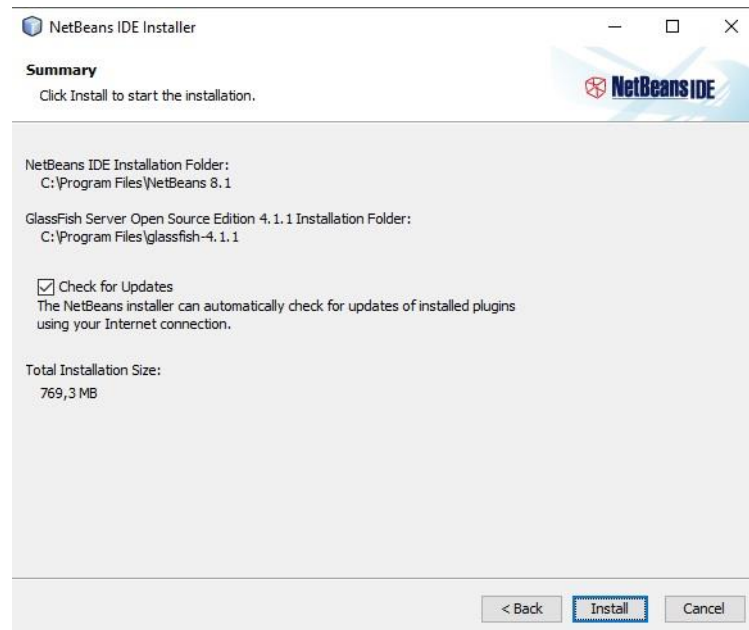 NetBeans IDE Installer
Summary
Click Install to start the installation.
NetBeans IDE
NetBeans IDE Installation Folder:
C:\Program Files\NetBeans 8.1
GlassFish Server Open Source Edition 4.1.1 Installation Folder:
C:\Program Files\glassfish-4.1.1
Check for Updates
The NetBeans installer can automatically check for updates of installed plugins
using your Internet connection.
Total Installation Size:
769,3 MB
< Back Install Cancel